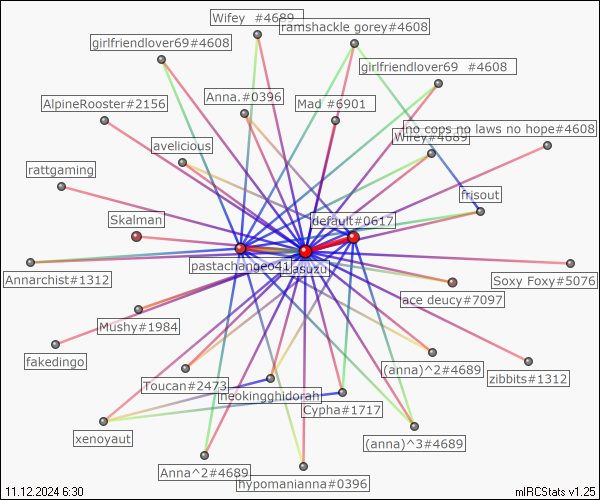 Wifey #4689
ramshackle gorey#4608
girlfriendlover69#4608
girlfriendlover69 #4608
AlpineRooster#2156
Anna.#0396
Mad #6901
no cops no laws no hope#4608
Wifey#4689
avelicious
rattgaming
frisout
Skalman
default#0617
pastachangeo41
asuzu
Annarchist#1312
Soxy Foxy#5076
ace deucy#7097
Mushy#1984
fakedingo
(anna)^2#4689
zibbits#1312
Toucan#2473
neokingghidorah
Cypha#1717
xenoyaut
(anna)^3#4689
Anna^2#4689
hypomanianna#0396
11.12.2024 6:30
mIRCStats v1.25